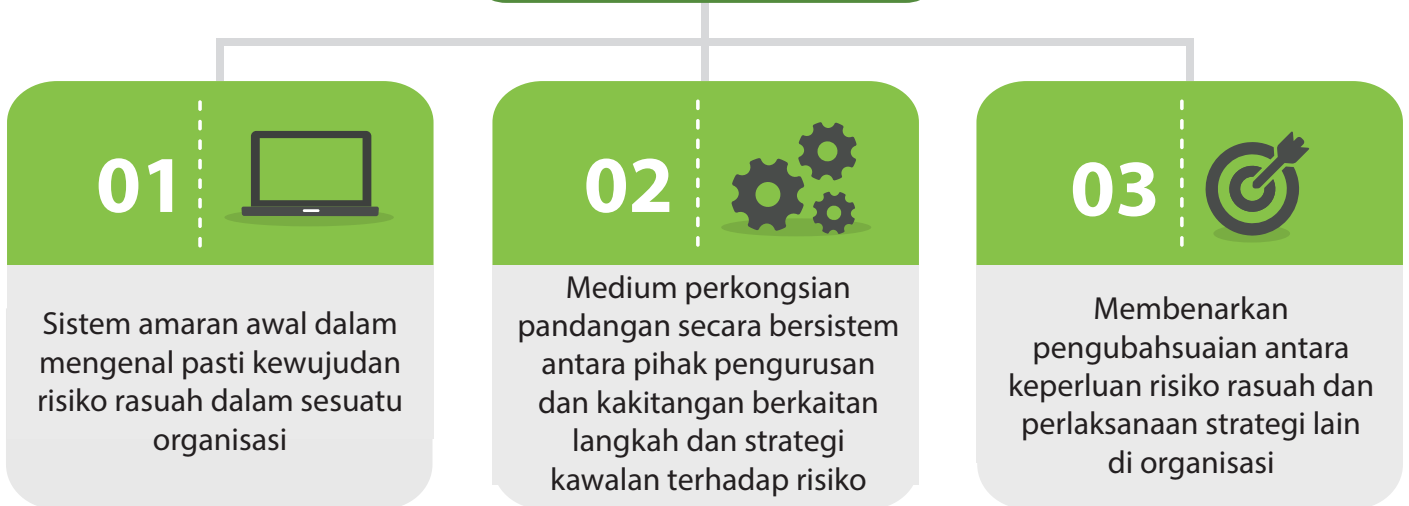 01
Sistem amaran awal dalam
mengenal pasti kewujudan
risiko rasuah dalam sesuatu
organisasi
02
Medium perkongsian
pandangan secara bersistem
antara pihak pengurusan
dan kakitangan berkaitan
langkah dan strategi
kawalan terhadap risiko
03
Membenarkan
pengubahsuaian antara
keperluan risiko rasuah dan
perlaksanaan strategi lain
di organisasi